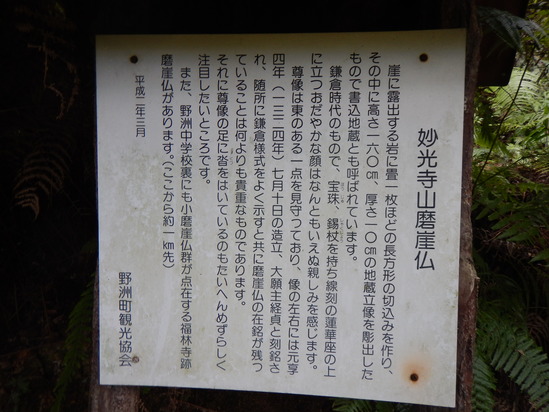 妙光寺山磨崖仏
崖に露出する岩に畳一枚ほどの長方形の切込みを作り、
その中に高さ一六〇㎝、厚さ一〇㎝の地蔵立像を彫出した
もので書込地蔵とも呼ばれています。
鎌倉時代のもので、宝珠、錫杖を持ち線刻の蓮華座の上
に立つおだやかな顔はなんともいえぬ親しみを感じます。
尊像は東のある一点を見守っており、像の左右には元亨
四年（一三二四年）七月十日の造立、大願主経貞と刻銘さ
れ、随所に鎌倉様式をよく示すと共に磨崖仏の在銘が残っ
ていることは何よりも貴重なものであります。
それに尊像の足に沓をはいているのもたいへんめずらしく
注目したいところです。
また、野洲中学校裏にも小磨崖仏群が点在する福林寺跡
磨崖仏があります。（ここから約一㎞先）
平成二年三月
野洲町観光協会